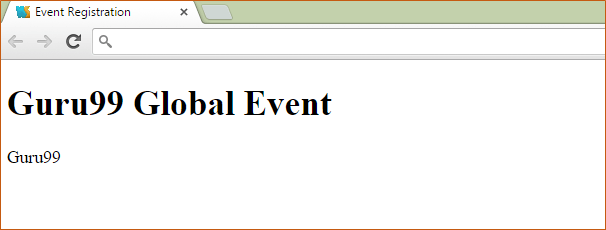 Event Registration
Guru99 Global Event
Guru99